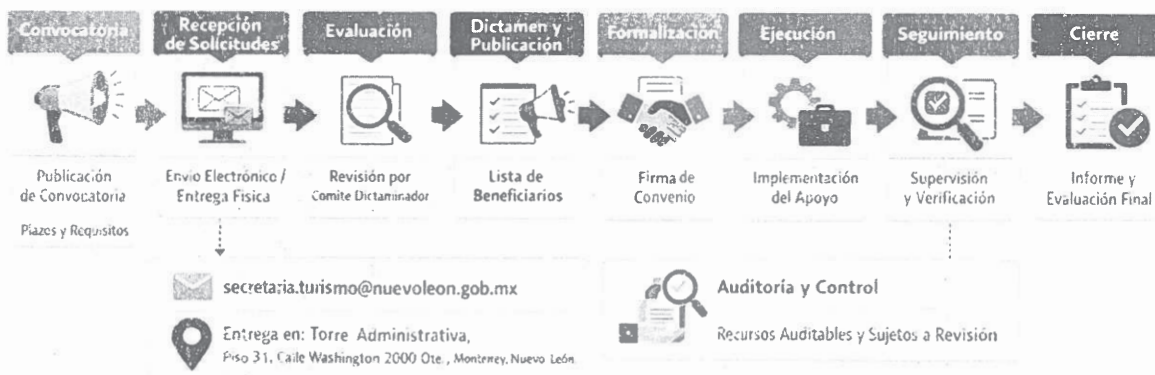 Convocatoria
Recepción
de Solicitudes
Evaluación
Dictamen y
Publicación
Formalización
Ejecución
Seguimiento
Cierre
Publicación
de Convocatoria
Plazos y Requisitos
Envio Electrónico /
Entrega Fisica
Revisión por
Comite Dictaminador
Lista de
Beneficiarios
Firma de
Convenio
Implementación
del Apoyo
Supervisión
y Verificación
Informe y
Evaluación Final
secretaria.turismo@nuevoleon.gob.mx
Entrega en: Torre Administrativa,
Piso 31, Calle Washington 2000 Ote., Monterrey, Nuevo León
Auditoría y Control
Recursos Auditables y Sujetos a Revisión